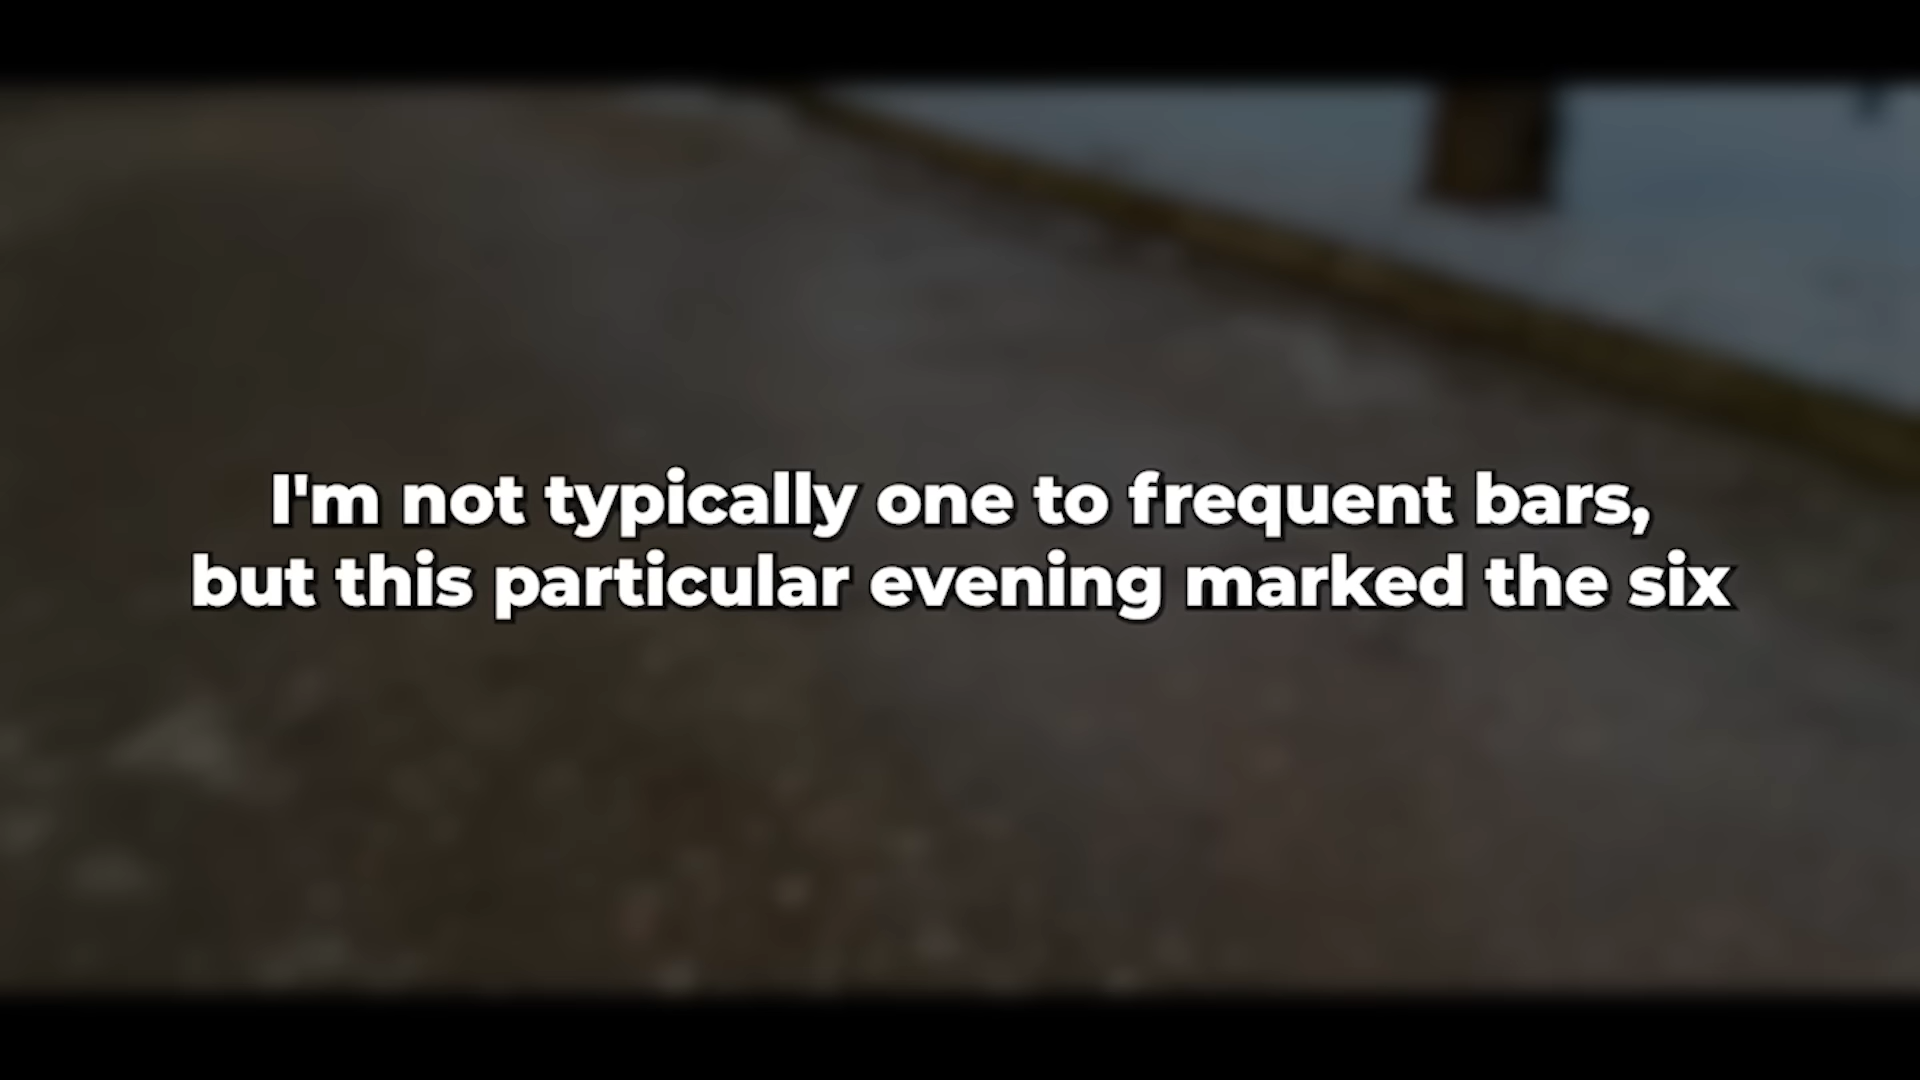 I'm not typically one to frequent bars,
but this particular evening marked the six